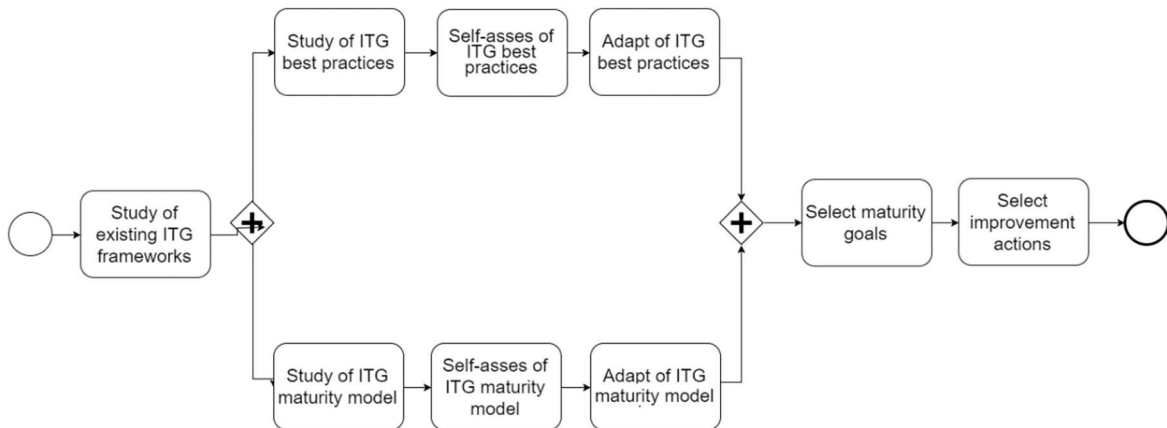 Study of
existing ITG
frameworks
Study of ITG
best practices
Self-asses of
ITG best
practices
Adapt of ITG
best practices
Study of ITG
maturity model
Self-asses of
ITG maturity
model
Adapt of ITG
maturity model
Select maturity
goals
Select
improvement
actions